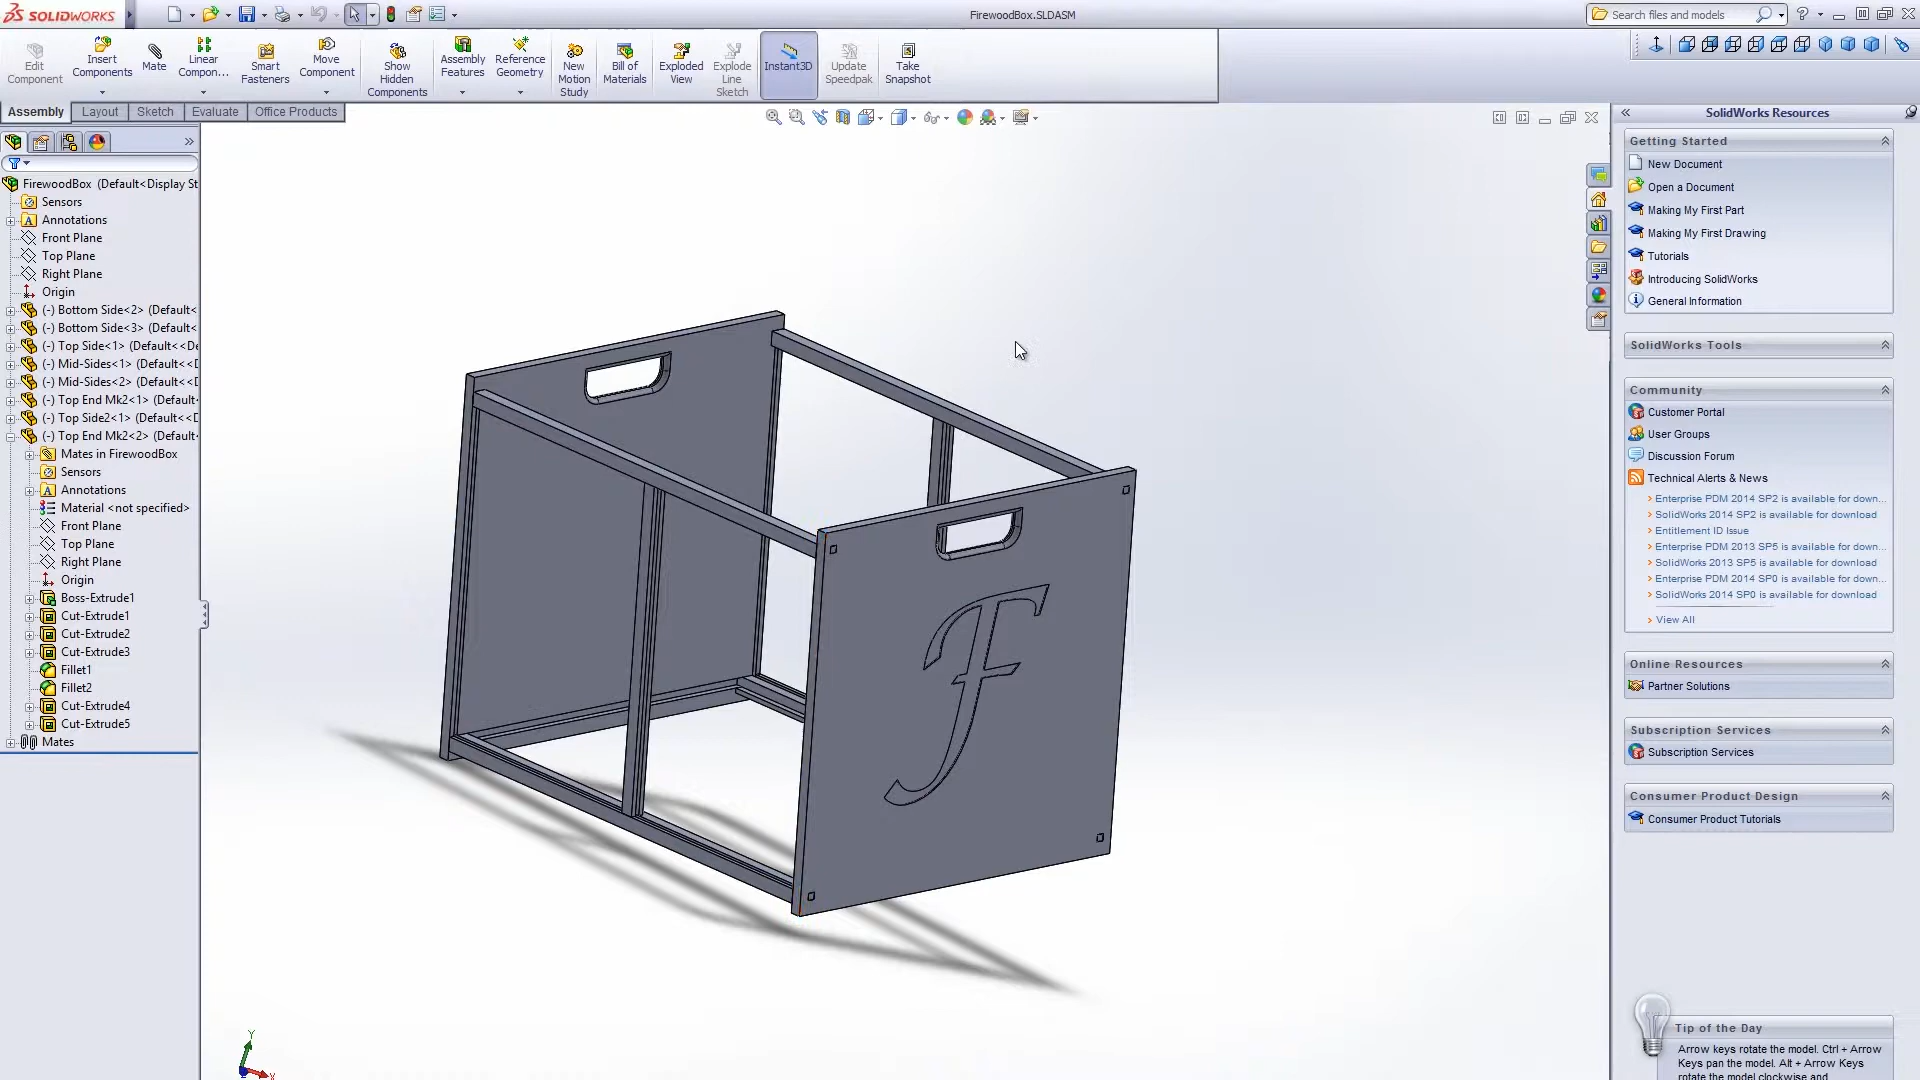 SOLIDWORKS
FirewoodBox.SLDASM
Search files and models
Edit Component
Insert Components
Mate
Linear Compon...
Smart Fasteners
Move Component
Show Hidden Components
Assembly Features
Reference Geometry
New Motion Study
Bill of Materials
Exploded View
Explode Line Sketch
Instant3D
Update Speedpak
Take Snapshot
Assembly
Layout
Sketch
Evaluate
Office Products
FirewoodBox (Default<Display St
Sensors
Annotations
Front Plane
Top Plane
Right Plane
Origin
(-) Bottom Side<2> (Default<
(-) Bottom Side<3> (Default<
(-) Top Side<1> (Default<<De
(-) Mid-Sides<1> (Default<<D
(-) Mid-Sides<2> (Default<<D
(-) Top End Mk2<1> (Default<
(-) Top Side2<1> (Default<<D
(-) Top End Mk2<2> (Default<
Mates in FirewoodBox
Sensors
Annotations
Material <not specified>
Front Plane
Top Plane
Right Plane
Origin
Boss-Extrude1
Cut-Extrude1
Cut-Extrude2
Cut-Extrude3
Fillet1
Fillet2
Cut-Extrude4
Cut-Extrude5
Mates
F
Y
X
SolidWorks Resources
Getting Started
New Document
Open a Document
Making My First Part
Making My First Drawing
Tutorials
Introducing SolidWorks
General Information
SolidWorks Tools
Community
Customer Portal
User Groups
Discussion Forum
Technical Alerts & News
Enterprise PDM 2014 SP2 is available for down...
SolidWorks 2014 SP2 is available for download
Entitlement ID Issue
Enterprise PDM 2013 SP5 is available for down...
SolidWorks 2013 SP5 is available for download
Enterprise PDM 2014 SP0 is available for down...
SolidWorks 2014 SP0 is available for download
View All
Online Resources
Partner Solutions
Subscription Services
Subscription Services
Consumer Product Design
Consumer Product Tutorials
Tip of the Day
Arrow keys rotate the model. Ctrl + Arrow
Keys pan the model. Alt + Arrow Keys
rotate the model clockwise and